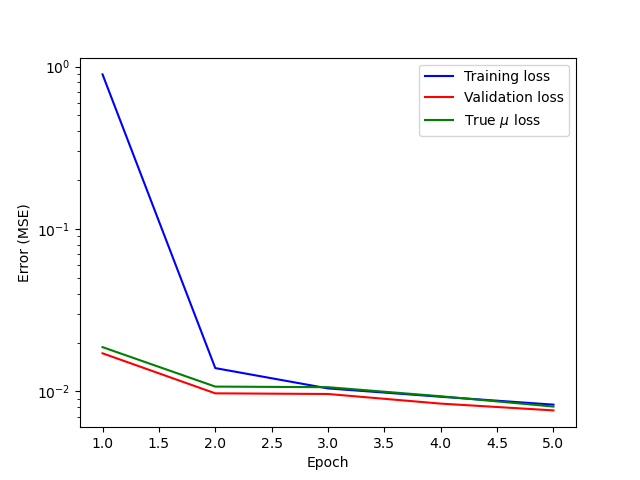 Training loss
Validation loss
True μ loss
10⁰
10⁻¹
10⁻²
Error (MSE)
1.0 1.5 2.0 2.5 3.0 3.5 4.0 4.5 5.0
Epoch